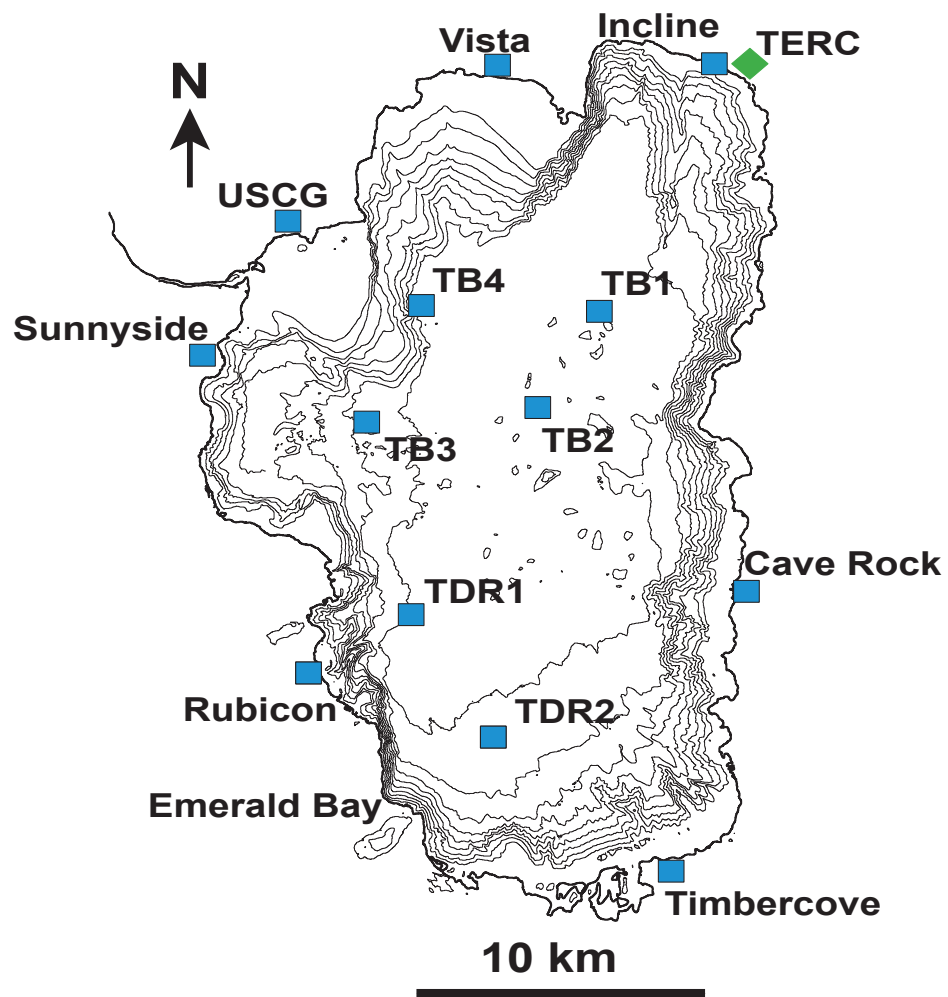 Incline
Vista
TERC
N
USCG
TB4
TB1
Sunnyside
TB2
TB3
Cave Rock
TDR1
Rubicon
TDR2
Emerald Bay
Timbercove
10 km